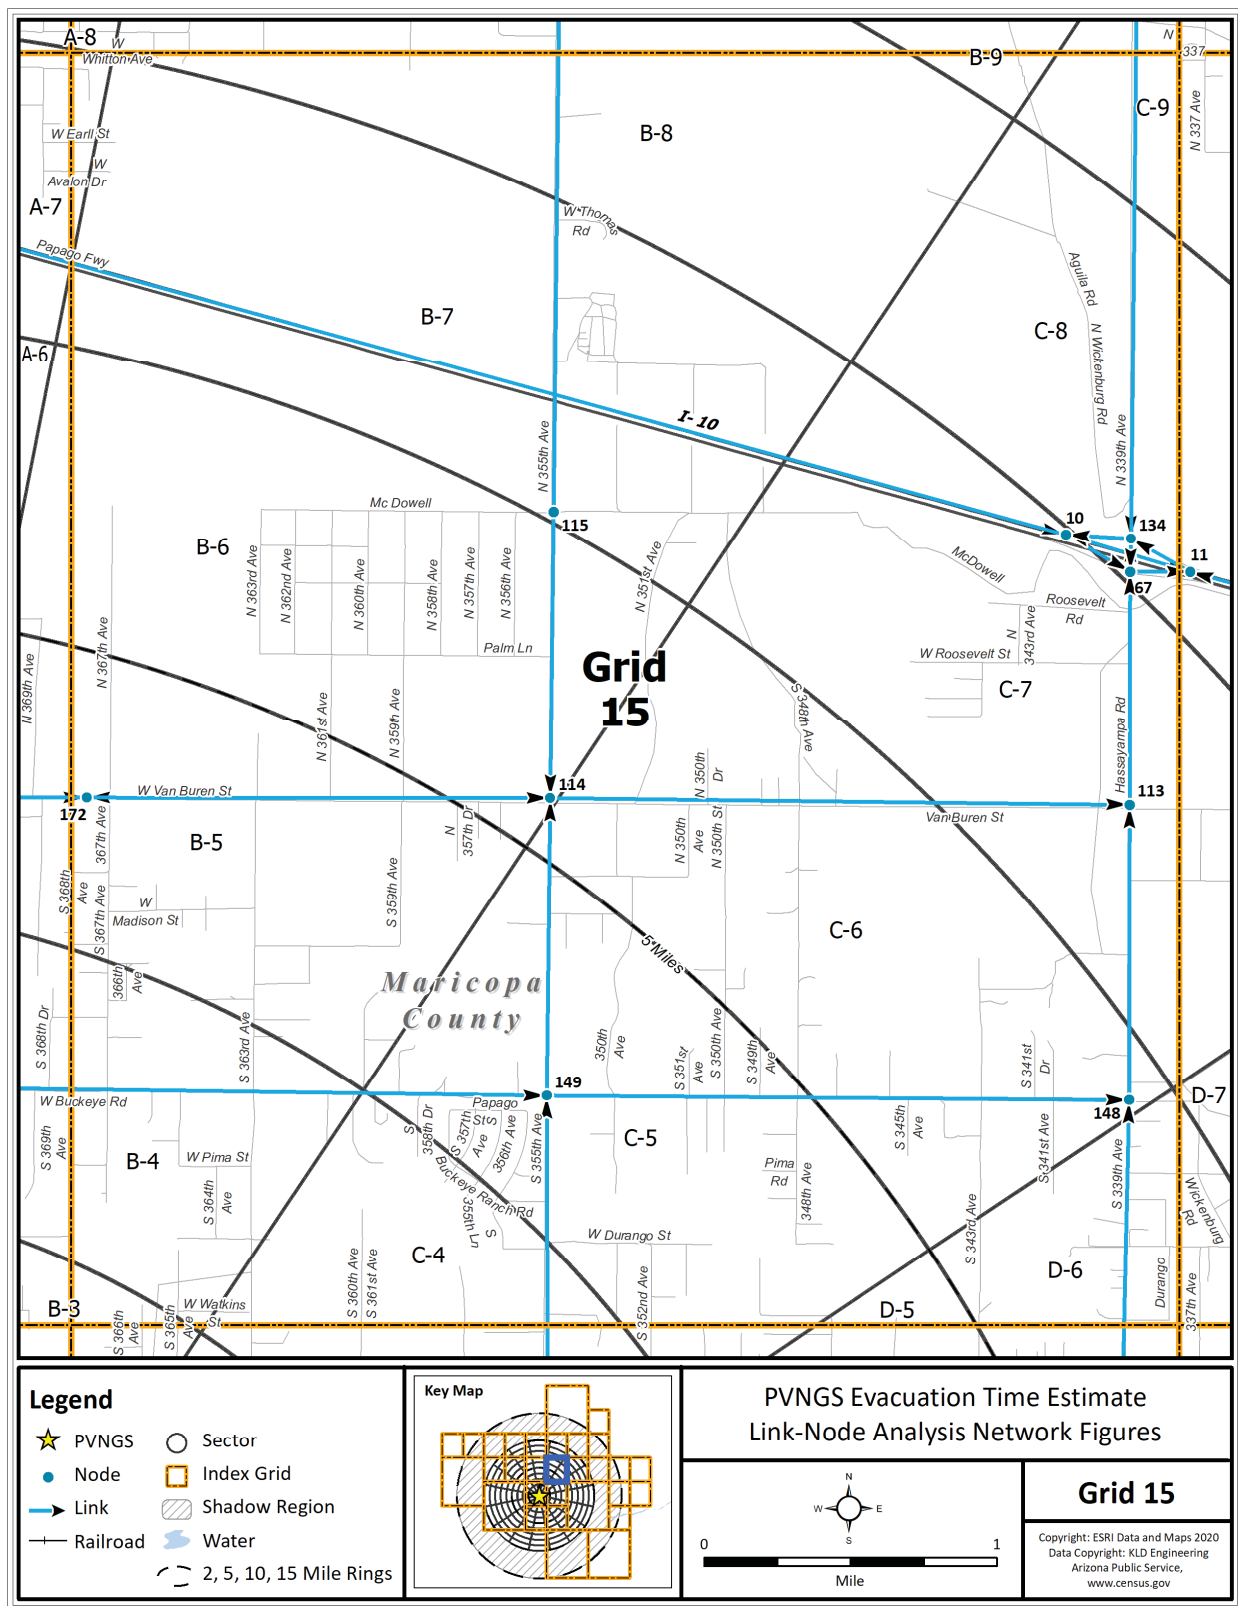 A-8
W
Whitton Ave
B-9
N
337
C-9
N 337 Ave
B-8
W Earll St
W
Avalon Dr
A-7
W Thomas
Rd
Papago Fwy
Aguila Rd
B-7
C-8
A-6
N Wickenburg Rd
I-10
N 355th Ave
N 339th Ave
Mc Dowell
115
10
134
11
67
B-6
N 363rd Ave
N 362nd Ave
N 360th Ave
N 358th Ave
N 357th Ave
N 356th Ave
N 351st Ave
McDowell
Roosevelt
Rd
N
343rd Ave
W Roosevelt St
Palm Ln
Grid
15
C-7
N 369th Ave
N 367th Ave
N 361st Ave
N 359th Ave
S 348th Ave
Hassayampa Rd
N 350th
Dr
W Van Buren St
114
113
172
Van Buren St
367th Ave
B-5
N
357th Dr
N 350th
Ave
N 350th St
S 368th
Ave
S 367th Ave
W
Madison St
S 359th Ave
C-6
5 Miles
366th
Ave
Maricopa
County
S 368th Dr
S 363rd Ave
350th
Ave
S 351st
Ave
S 350th Ave
S 349th
Ave
S 341st
Dr
149
148
D-7
W Buckeye Rd
Papago
St
S
358th Dr
S 357th
Ave
S
356th Ave
S 355th Ave
S 369th
Ave
B-4
W Pima St
C-5
S 345th
Ave
S 341st Ave
S 339th Ave
Pima
Rd
348th Ave
S 364th
Ave
Buckeye Ranch Rd
355th Ln
S
Wickenburg
Rd
W Durango St
S 343rd Ave
C-4
D-6
S 360th Ave
S 361st Ave
S 352nd Ave
Durango
337th Ave
B-3
W Watkins
St
D-5
S 366th
Ave
S 365th
Ave
Legend
PVNGS
Node
Link
Railroad
Sector
Index Grid
Shadow Region
Water
2, 5, 10, 15 Mile Rings
Key Map
PVNGS Evacuation Time Estimate
Link-Node Analysis Network Figures
N
W
E
S
0
1
Mile
Grid 15
Copyright: ESRI Data and Maps 2020
Data Copyright: KLD Engineering
Arizona Public Service,
www.census.gov